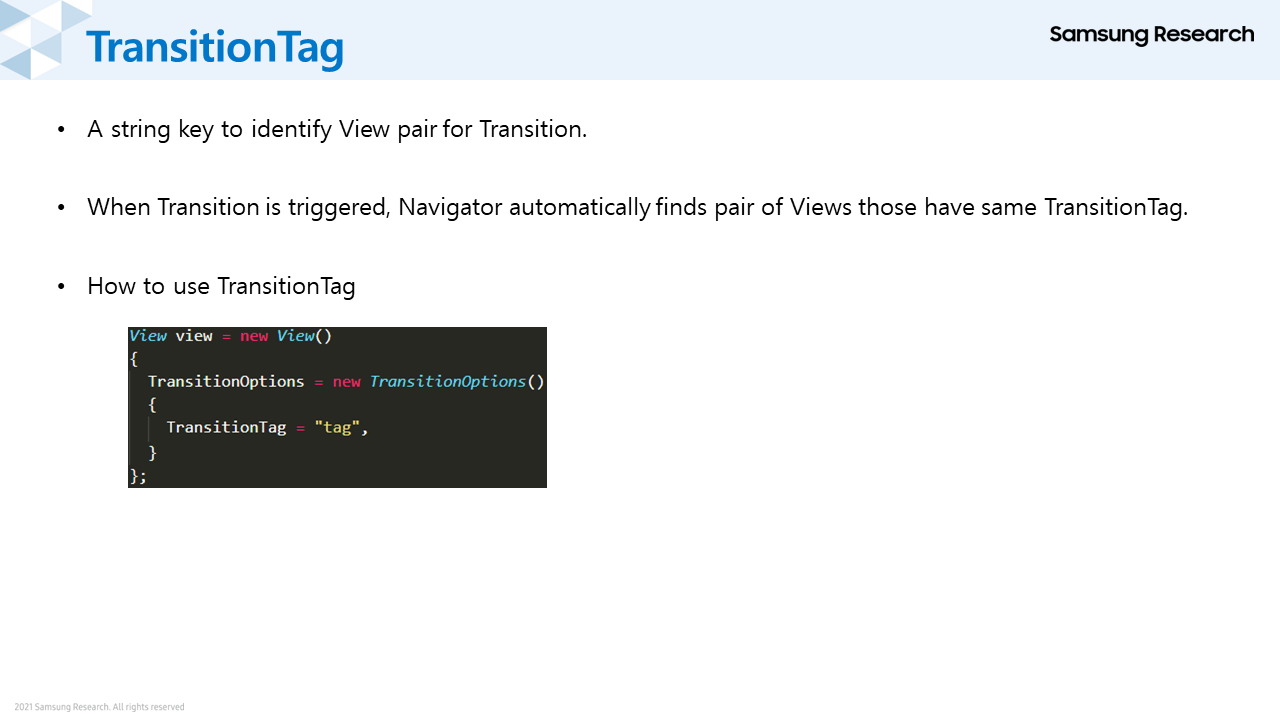 TransitionTag
Samsung Research
• A string key to identify View pair for Transition.
• When Transition is triggered, Navigator automatically finds pair of Views those have same TransitionTag.
• How to use TransitionTag
View view = new View()
{
  TransitionOptions = new TransitionOptions()
  {
    TransitionTag = "tag",
  }
};
2021 Samsung Research. All rights reserved